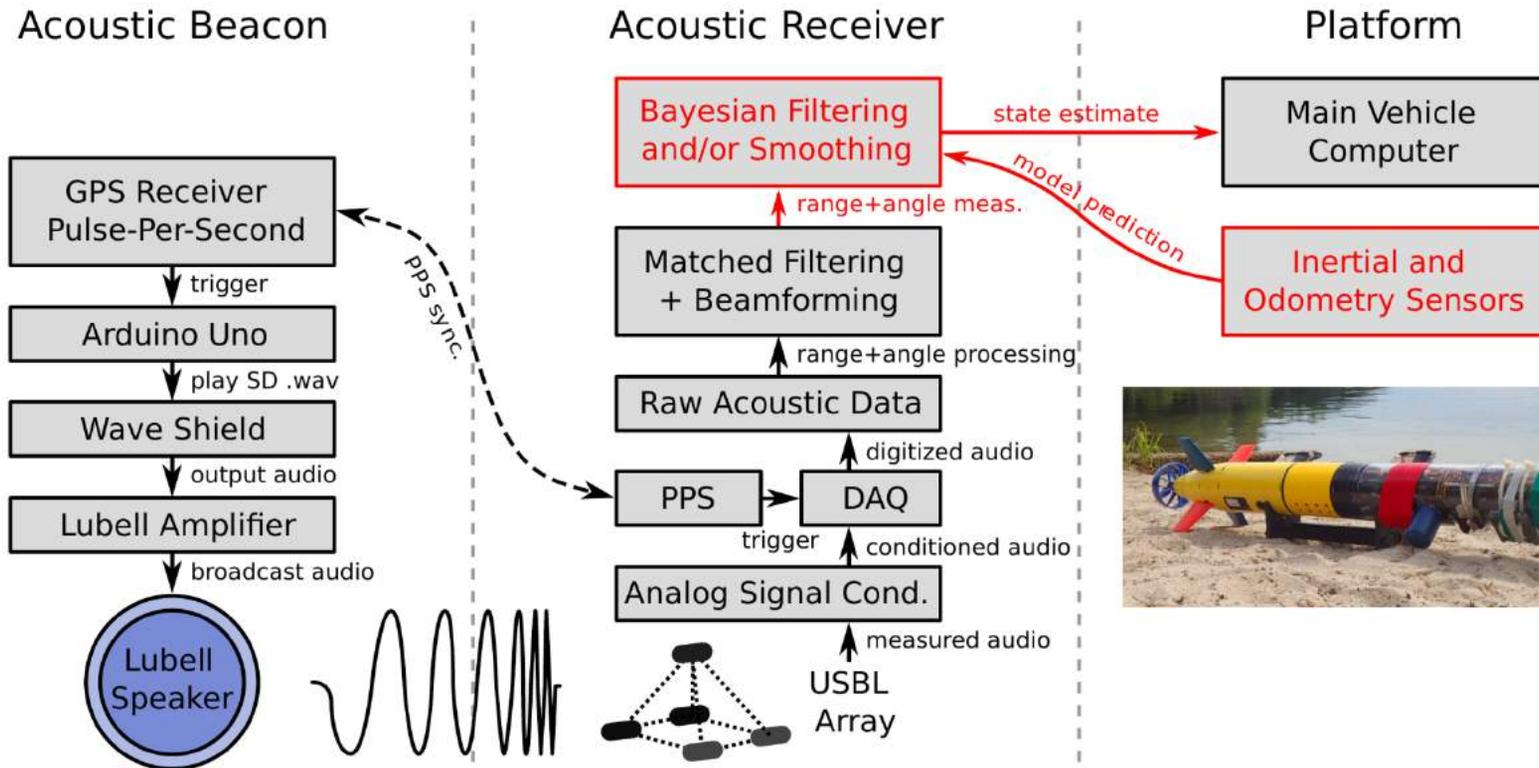 Acoustic Beacon
GPS Receiver
Pulse-Per-Second
trigger
Arduino Uno
play SD .wav
Wave Shield
output audio
Lubell Amplifier
broadcast audio
Lubell
Speaker
PPS sync.
Acoustic Receiver
Bayesian Filtering
and/or Smoothing
range+angle meas.
Matched Filtering
+ Beamforming
range+angle processing
Raw Acoustic Data
digitized audio
PPS
DAQ
trigger
conditioned audio
Analog Signal Cond.
measured audio
USBL
Array
Platform
state estimate
Main Vehicle
Computer
model prediction
Inertial and
Odometry Sensors